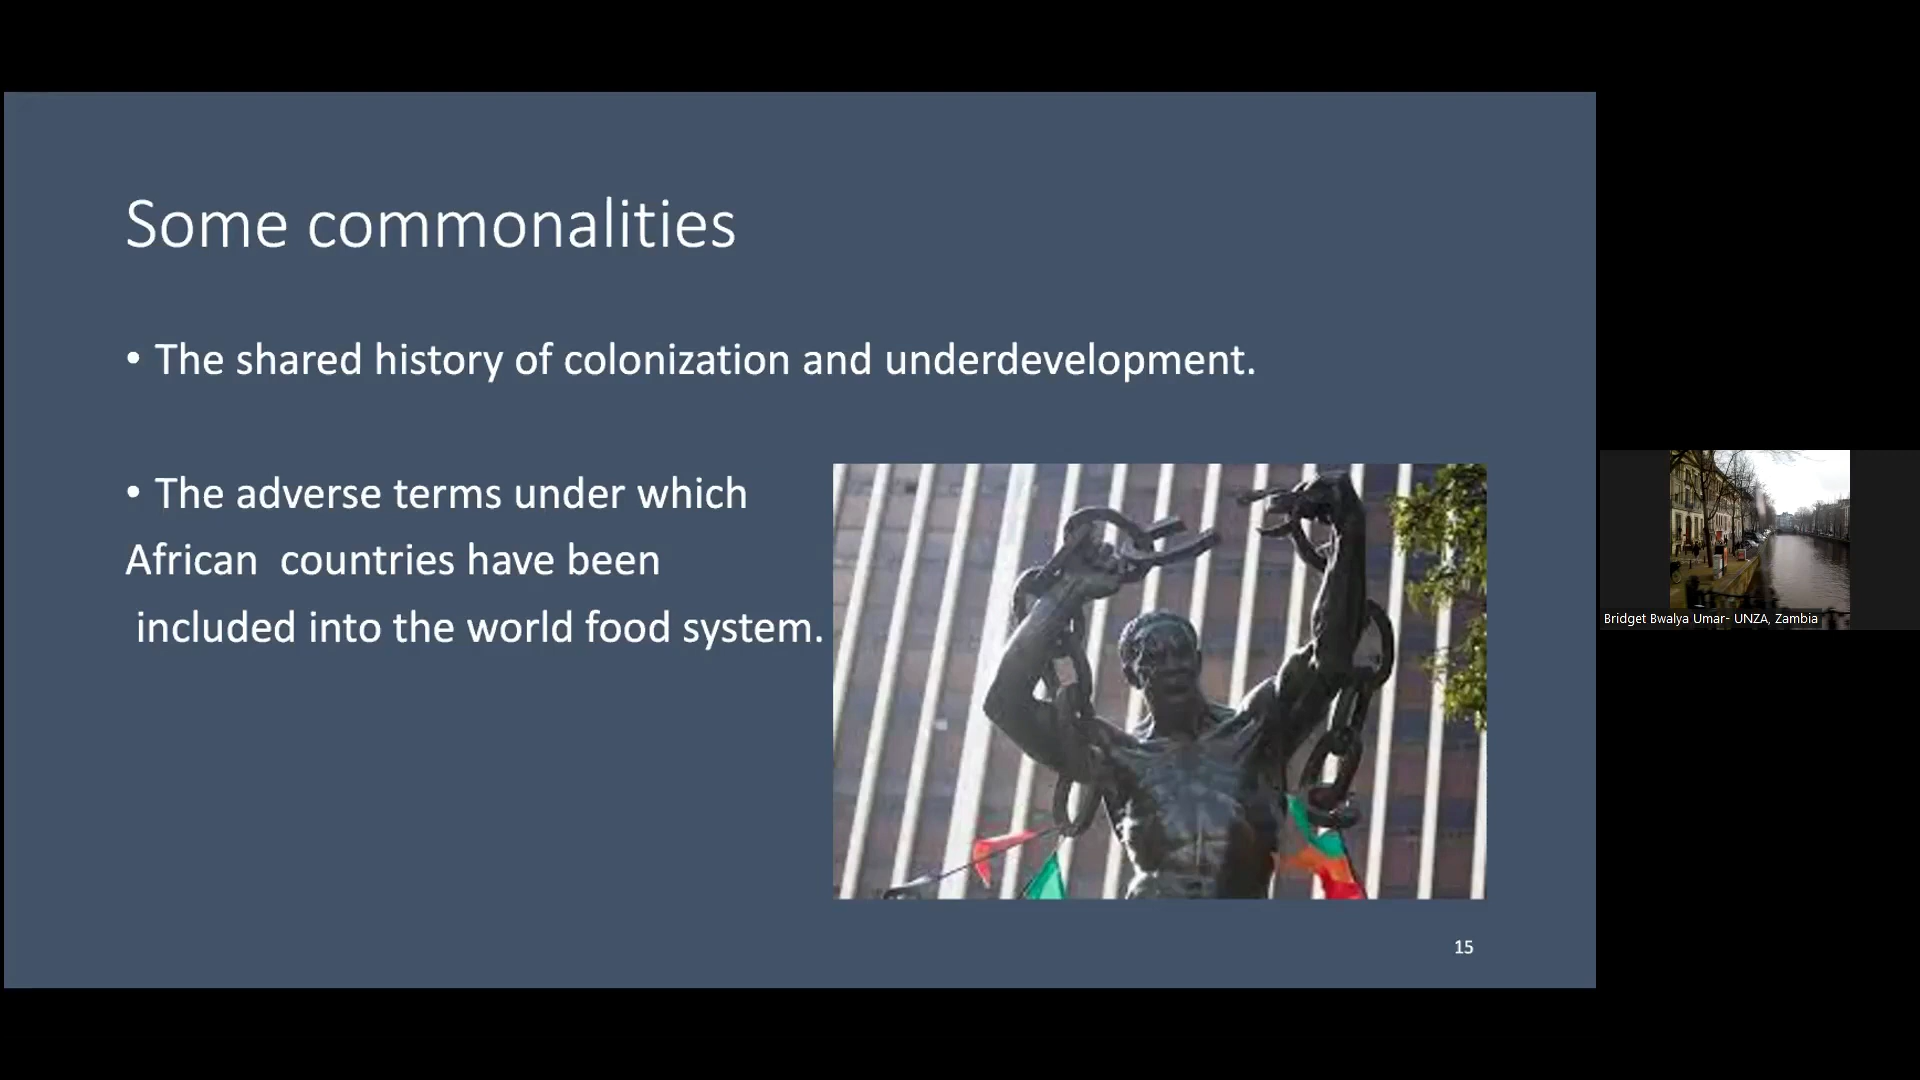 Some commonalities
• The shared history of colonization and underdevelopment.
• The adverse terms under which
African countries have been
included into the world food system.
15
Bridget Bwalya Umar- UNZA, Zambia